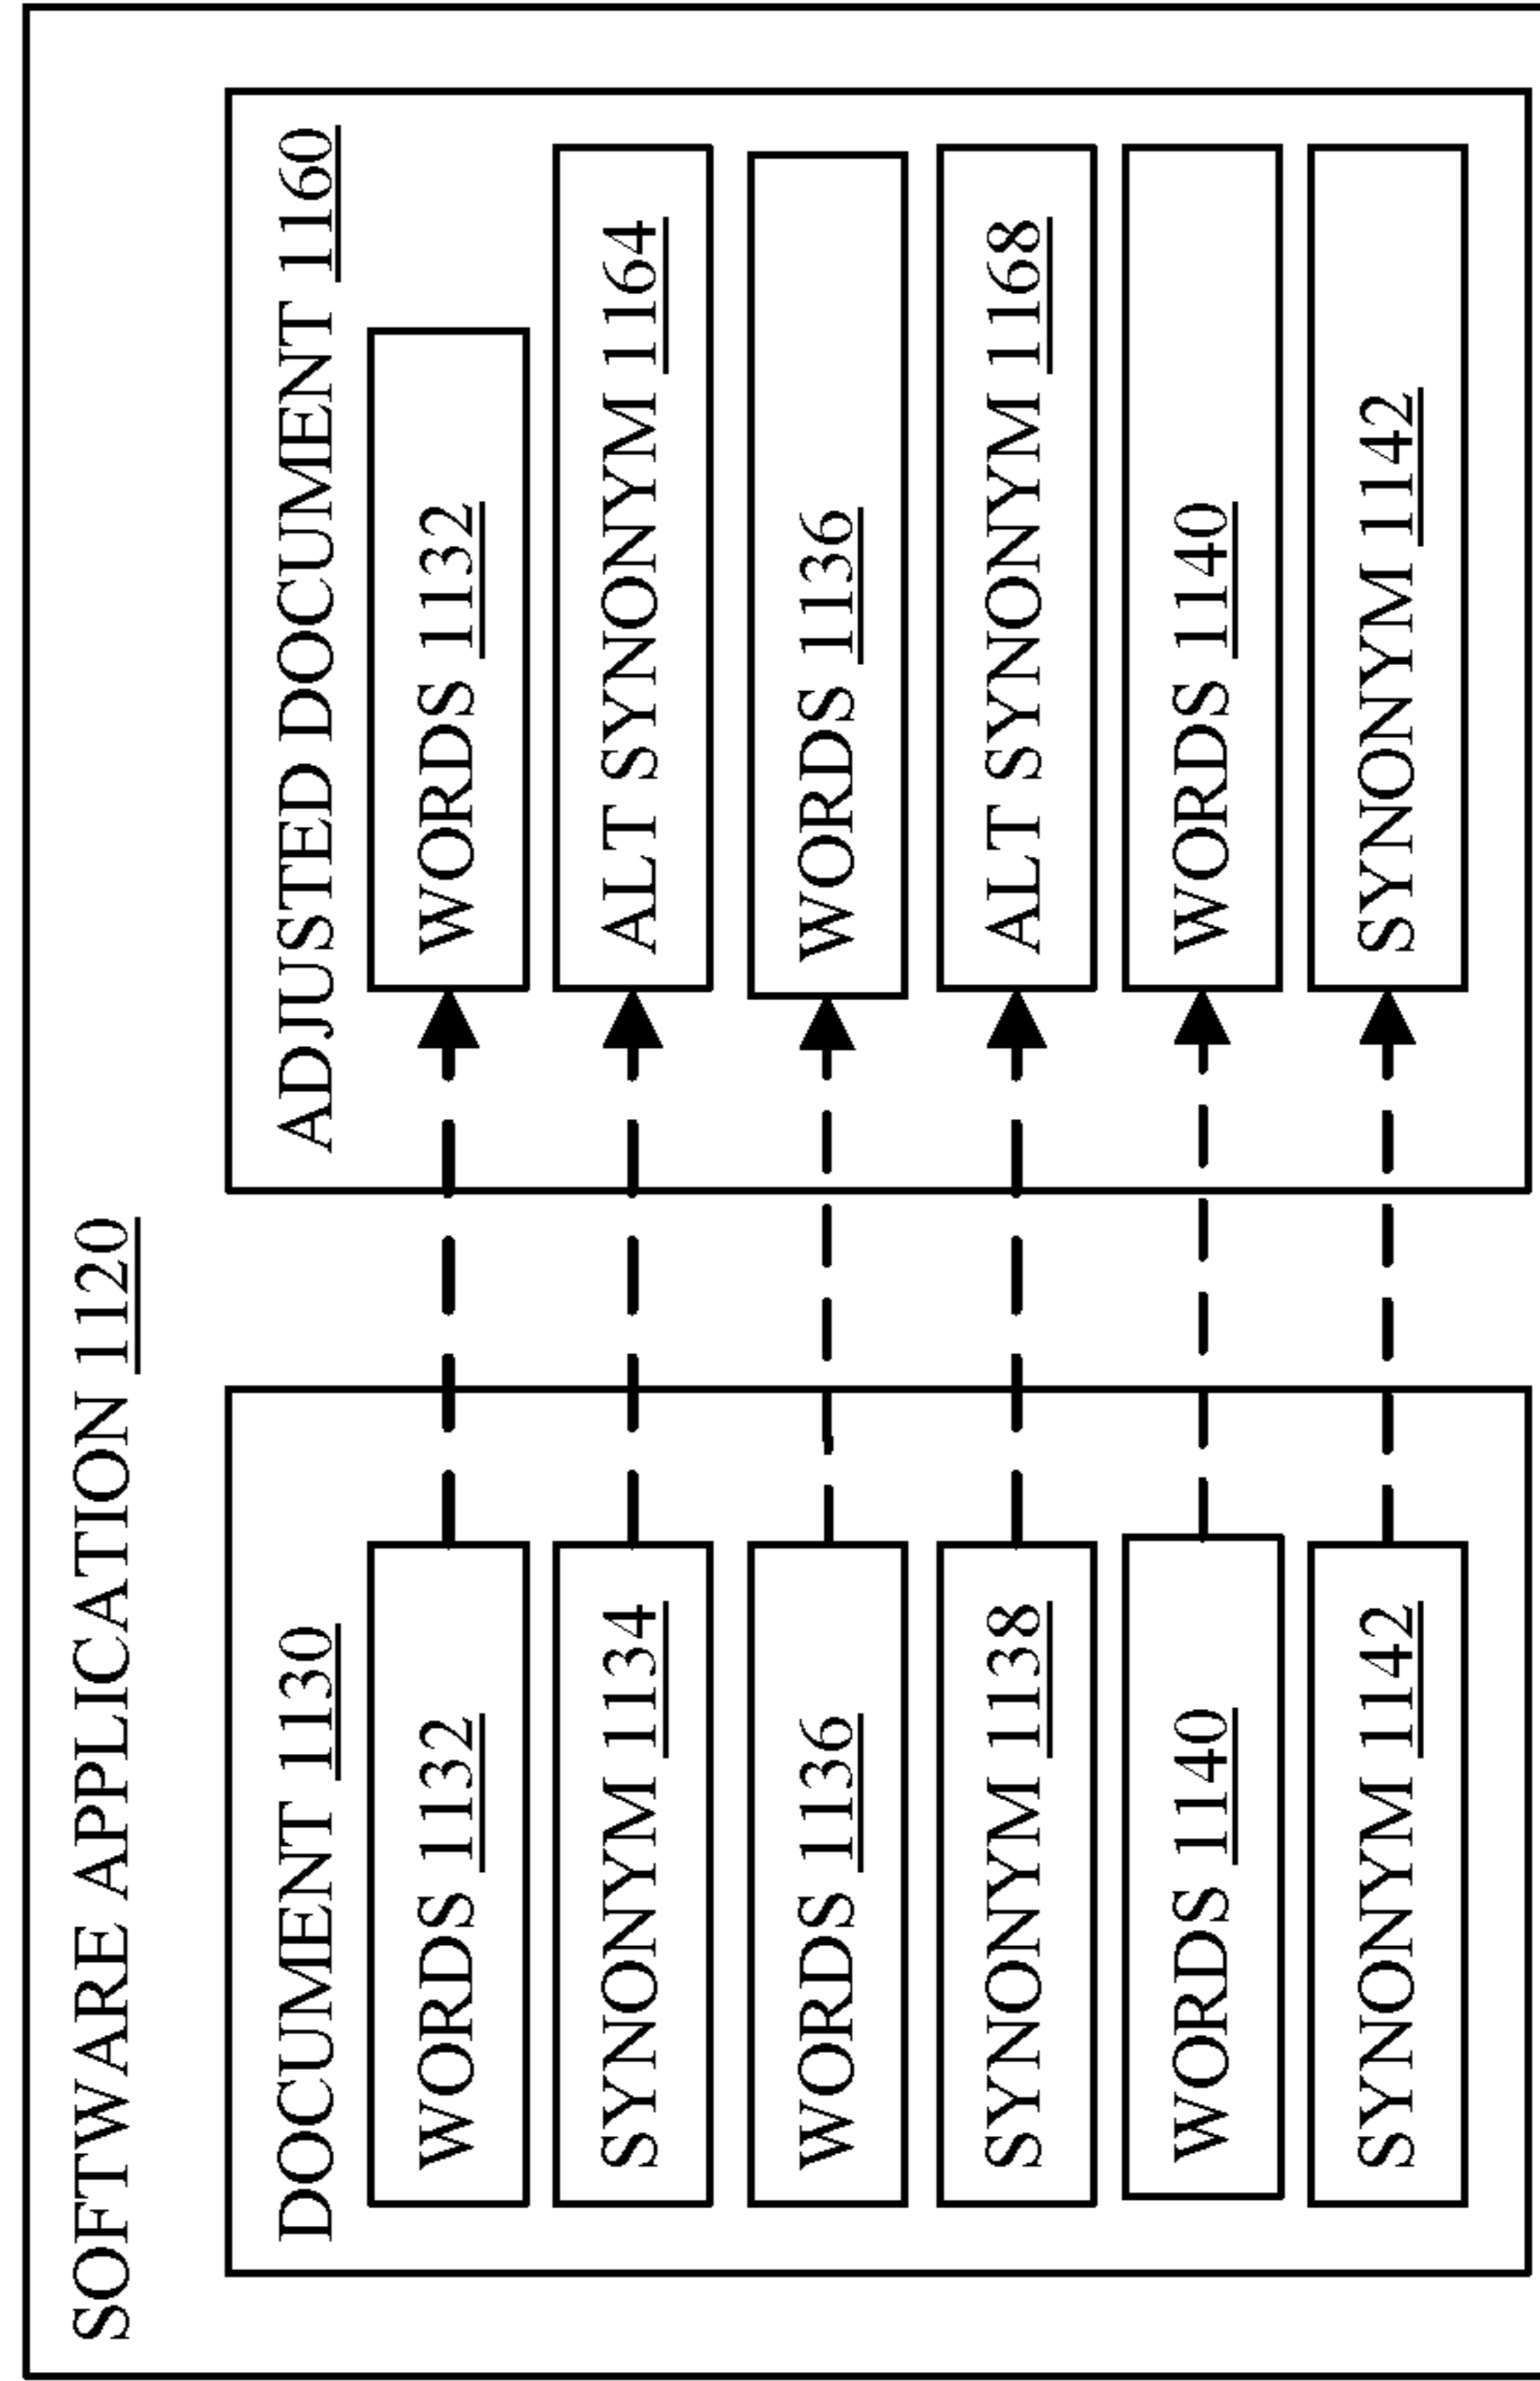 SOFTWARE APPLICATION 1120
DOCUMENT 1130
WORDS 1132
SYNONYM 1134
WORDS 1136
SYNONYM 1138
WORDS 1140
SYNONYM 1142
ADJUSTED DOCUMENT 1160
WORDS 1132
ALT SYNONYM 1164
WORDS 1136
ALT SYNONYM 1168
WORDS 1140
SYNONYM 1142